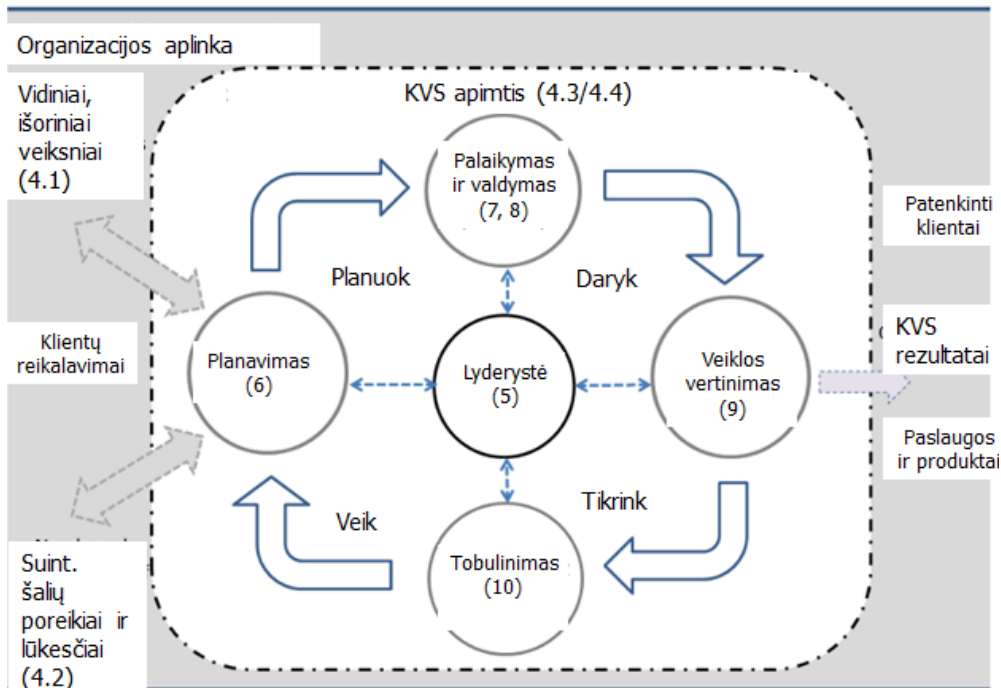 Organizacijos aplinka
Vidiniai,
išoriniai
veiksniai
(4.1)
KVS apimtis (4.3/4.4)
Palaikymas
ir valdymas
(7, 8)
Planuok
Daryk
Patenkinti
klientai
Klientų
reikalavimai
Planavimas
(6)
Lyderystė
(5)
Veiklos
vertinimas
(9)
KVS
rezultatai
Paslaugos
ir produktai
Veik
Tikrink
Tobulinimas
(10)
Suint.
šalių
poreikiai ir
lūkesčiai
(4.2)